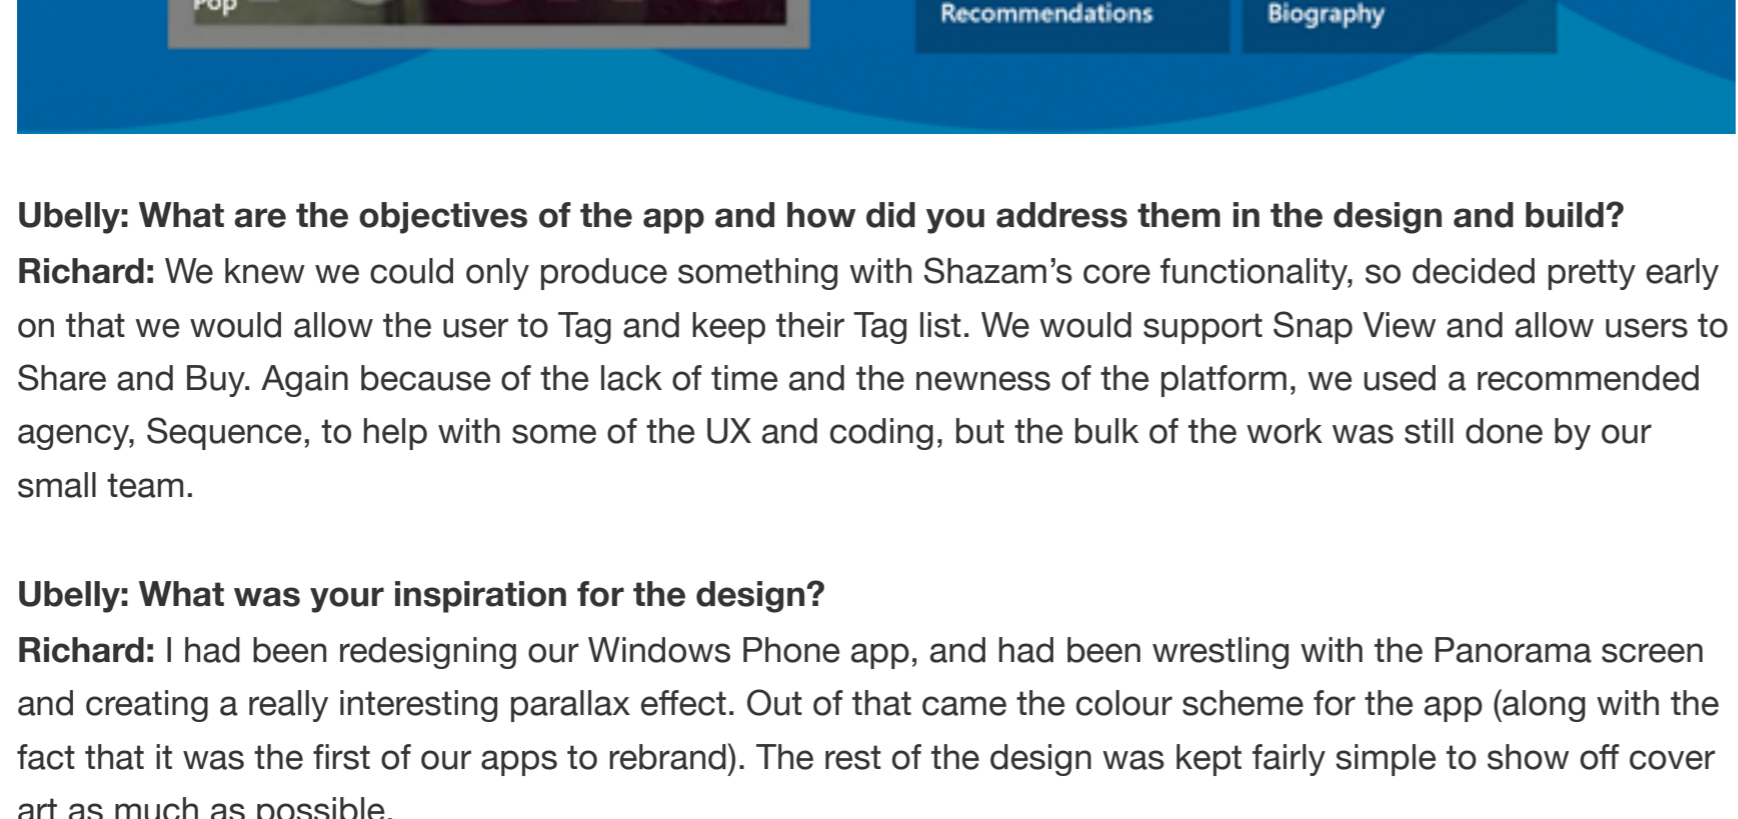 Pop
Recommendations
Biography
Ubelly: What are the objectives of the app and how did you address them in the design and build?
Richard: We knew we could only produce something with Shazam’s core functionality, so decided pretty early
on that we would allow the user to Tag and keep their Tag list. We would support Snap View and allow users to
Share and Buy. Again because of the lack of time and the newness of the platform, we used a recommended
agency, Sequence, to help with some of the UX and coding, but the bulk of the work was still done by our
small team.
Ubelly: What was your inspiration for the design?
Richard: I had been redesigning our Windows Phone app, and had been wrestling with the Panorama screen
and creating a really interesting parallax effect. Out of that came the colour scheme for the app (along with the
fact that it was the first of our apps to rebrand). The rest of the design was kept fairly simple to show off cover
art as much as possible.